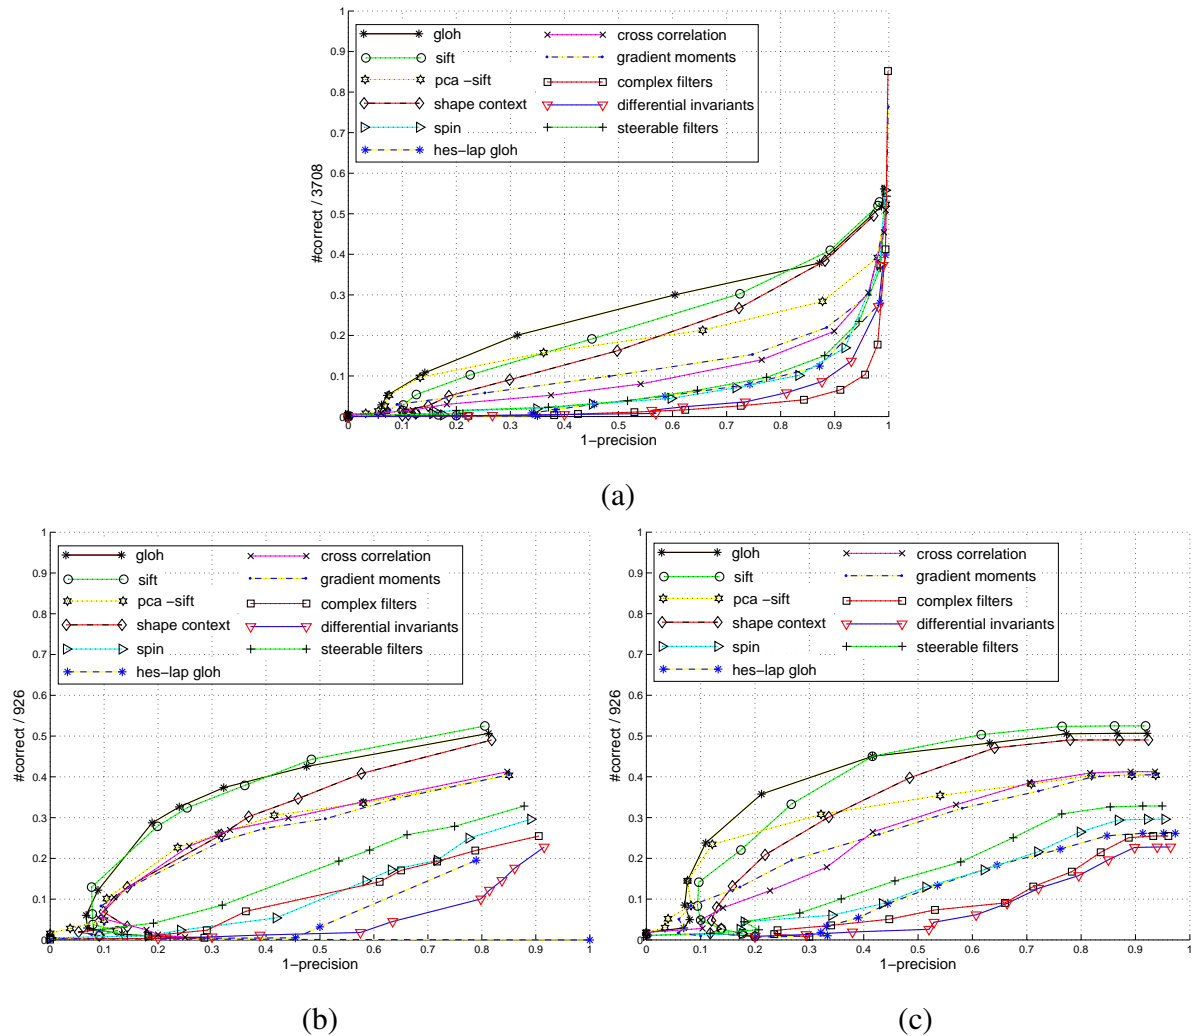 1
0.9
0.8
0.7
0.6
0.5
0.4
0.3
0.2
0.1
0
#correct / 3708
gloh
sift
pca −sift
shape context
spin
hes−lap gloh
cross correlation
gradient moments
complex filters
differential invariants
steerable filters
0 0.1 0.2 0.3 0.4 0.5 0.6 0.7 0.8 0.9 1
1−precision
(a)
1
0.9
0.8
0.7
0.6
0.5
0.4
0.3
0.2
0.1
0
#correct / 926
gloh
sift
pca −sift
shape context
spin
hes−lap gloh
cross correlation
gradient moments
complex filters
differential invariants
steerable filters
0 0.1 0.2 0.3 0.4 0.5 0.6 0.7 0.8 0.9 1
1−precision
(b)
1
0.9
0.8
0.7
0.6
0.5
0.4
0.3
0.2
0.1
0
#correct / 926
gloh
sift
pca −sift
shape context
spin
hes−lap gloh
cross correlation
gradient moments
complex filters
differential invariants
steerable filters
0 0.1 0.2 0.3 0.4 0.5 0.6 0.7 0.8 0.9 1
1−precision
(c)